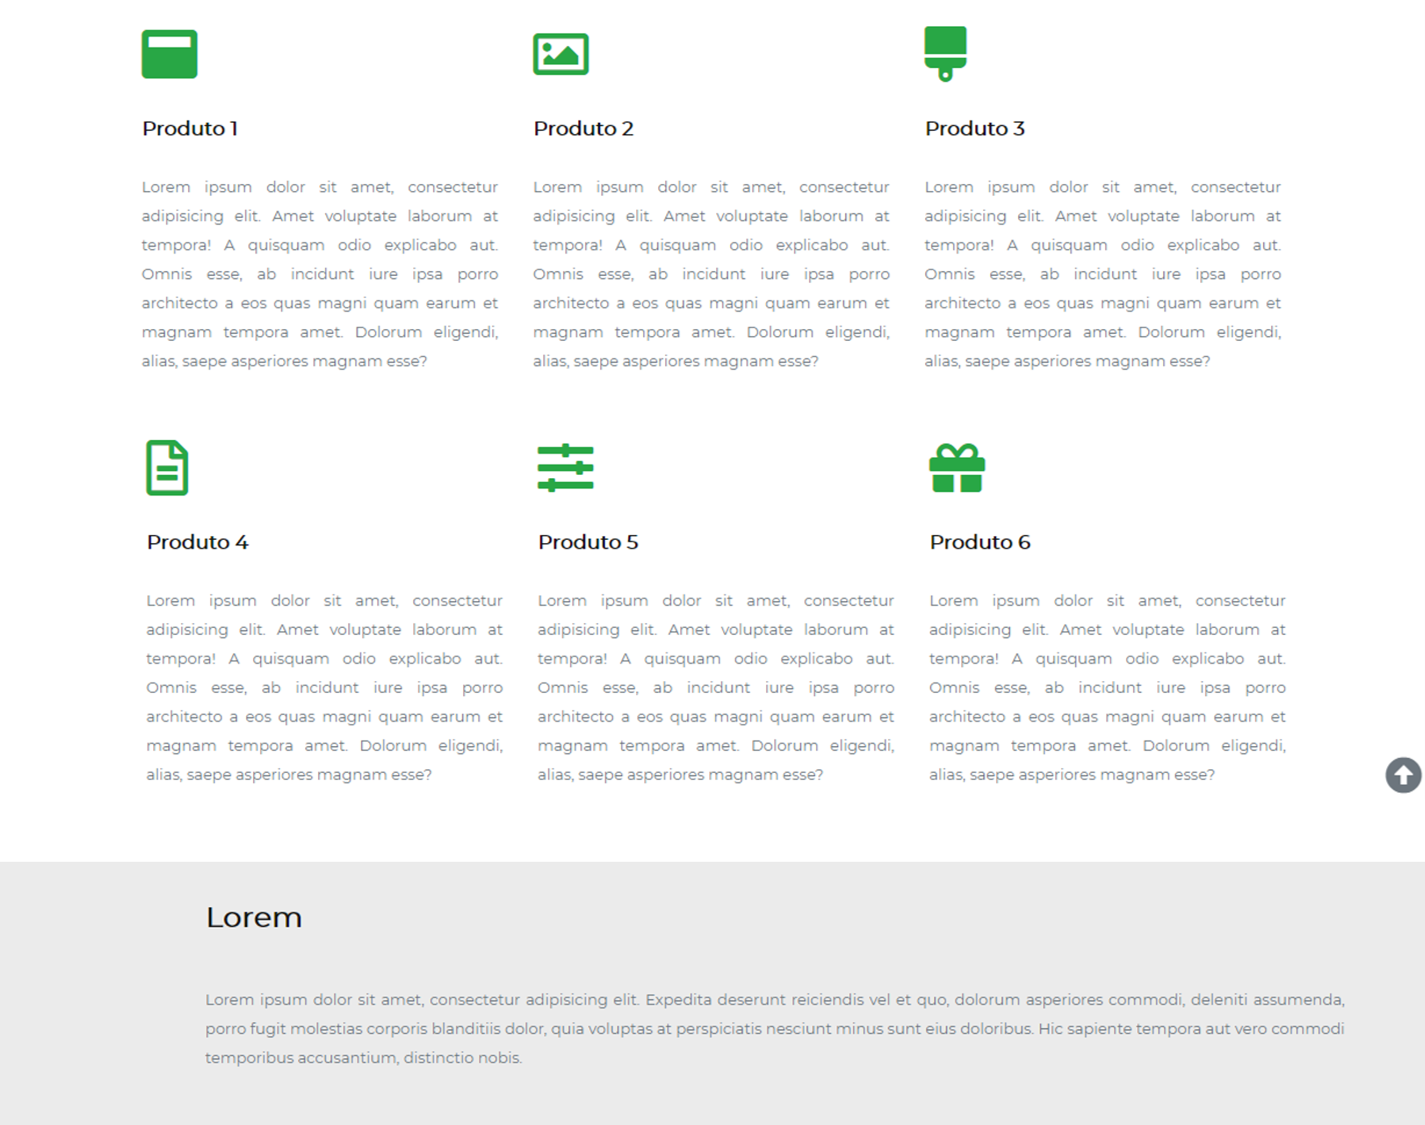 Produto 1
Lorem ipsum dolor sit amet, consectetur
adipisicing elit. Amet voluptate laborum at
tempora! A quisquam odio explicabo aut.
Omnis esse, ab incidunt iure ipsa porro
architecto a eos quas magni quam earum et
magnam tempora amet. Dolorum eligendi,
alias, saepe asperiores magnam esse?
Produto 2
Lorem ipsum dolor sit amet, consectetur
adipisicing elit. Amet voluptate laborum at
tempora! A quisquam odio explicabo aut.
Omnis esse, ab incidunt iure ipsa porro
architecto a eos quas magni quam earum et
magnam tempora amet. Dolorum eligendi,
alias, saepe asperiores magnam esse?
Produto 3
Lorem ipsum dolor sit amet, consectetur
adipisicing elit. Amet voluptate laborum at
tempora! A quisquam odio explicabo aut.
Omnis esse, ab incidunt iure ipsa porro
architecto a eos quas magni quam earum et
magnam tempora amet. Dolorum eligendi,
alias, saepe asperiores magnam esse?
Produto 4
Lorem ipsum dolor sit amet, consectetur
adipisicing elit. Amet voluptate laborum at
tempora! A quisquam odio explicabo aut.
Omnis esse, ab incidunt iure ipsa porro
architecto a eos quas magni quam earum et
magnam tempora amet. Dolorum eligendi,
alias, saepe asperiores magnam esse?
Produto 5
Lorem ipsum dolor sit amet, consectetur
adipisicing elit. Amet voluptate laborum at
tempora! A quisquam odio explicabo aut.
Omnis esse, ab incidunt iure ipsa porro
architecto a eos quas magni quam earum et
magnam tempora amet. Dolorum eligendi,
alias, saepe asperiores magnam esse?
Produto 6
Lorem ipsum dolor sit amet, consectetur
adipisicing elit. Amet voluptate laborum at
tempora! A quisquam odio explicabo aut.
Omnis esse, ab incidunt iure ipsa porro
architecto a eos quas magni quam earum et
magnam tempora amet. Dolorum eligendi,
alias, saepe asperiores magnam esse?
Lorem
Lorem ipsum dolor sit amet, consectetur adipisicing elit. Expedita deserunt reiciendis vel et quo, dolorum asperiores commodi, deleniti assumenda,
porro fugit molestias corporis blanditiis dolor, quia voluptas at perspiciatis nesciunt minus sunt eius doloribus. Hic sapiente tempora aut vero commodi
temporibus accusantium, distinctio nobis.